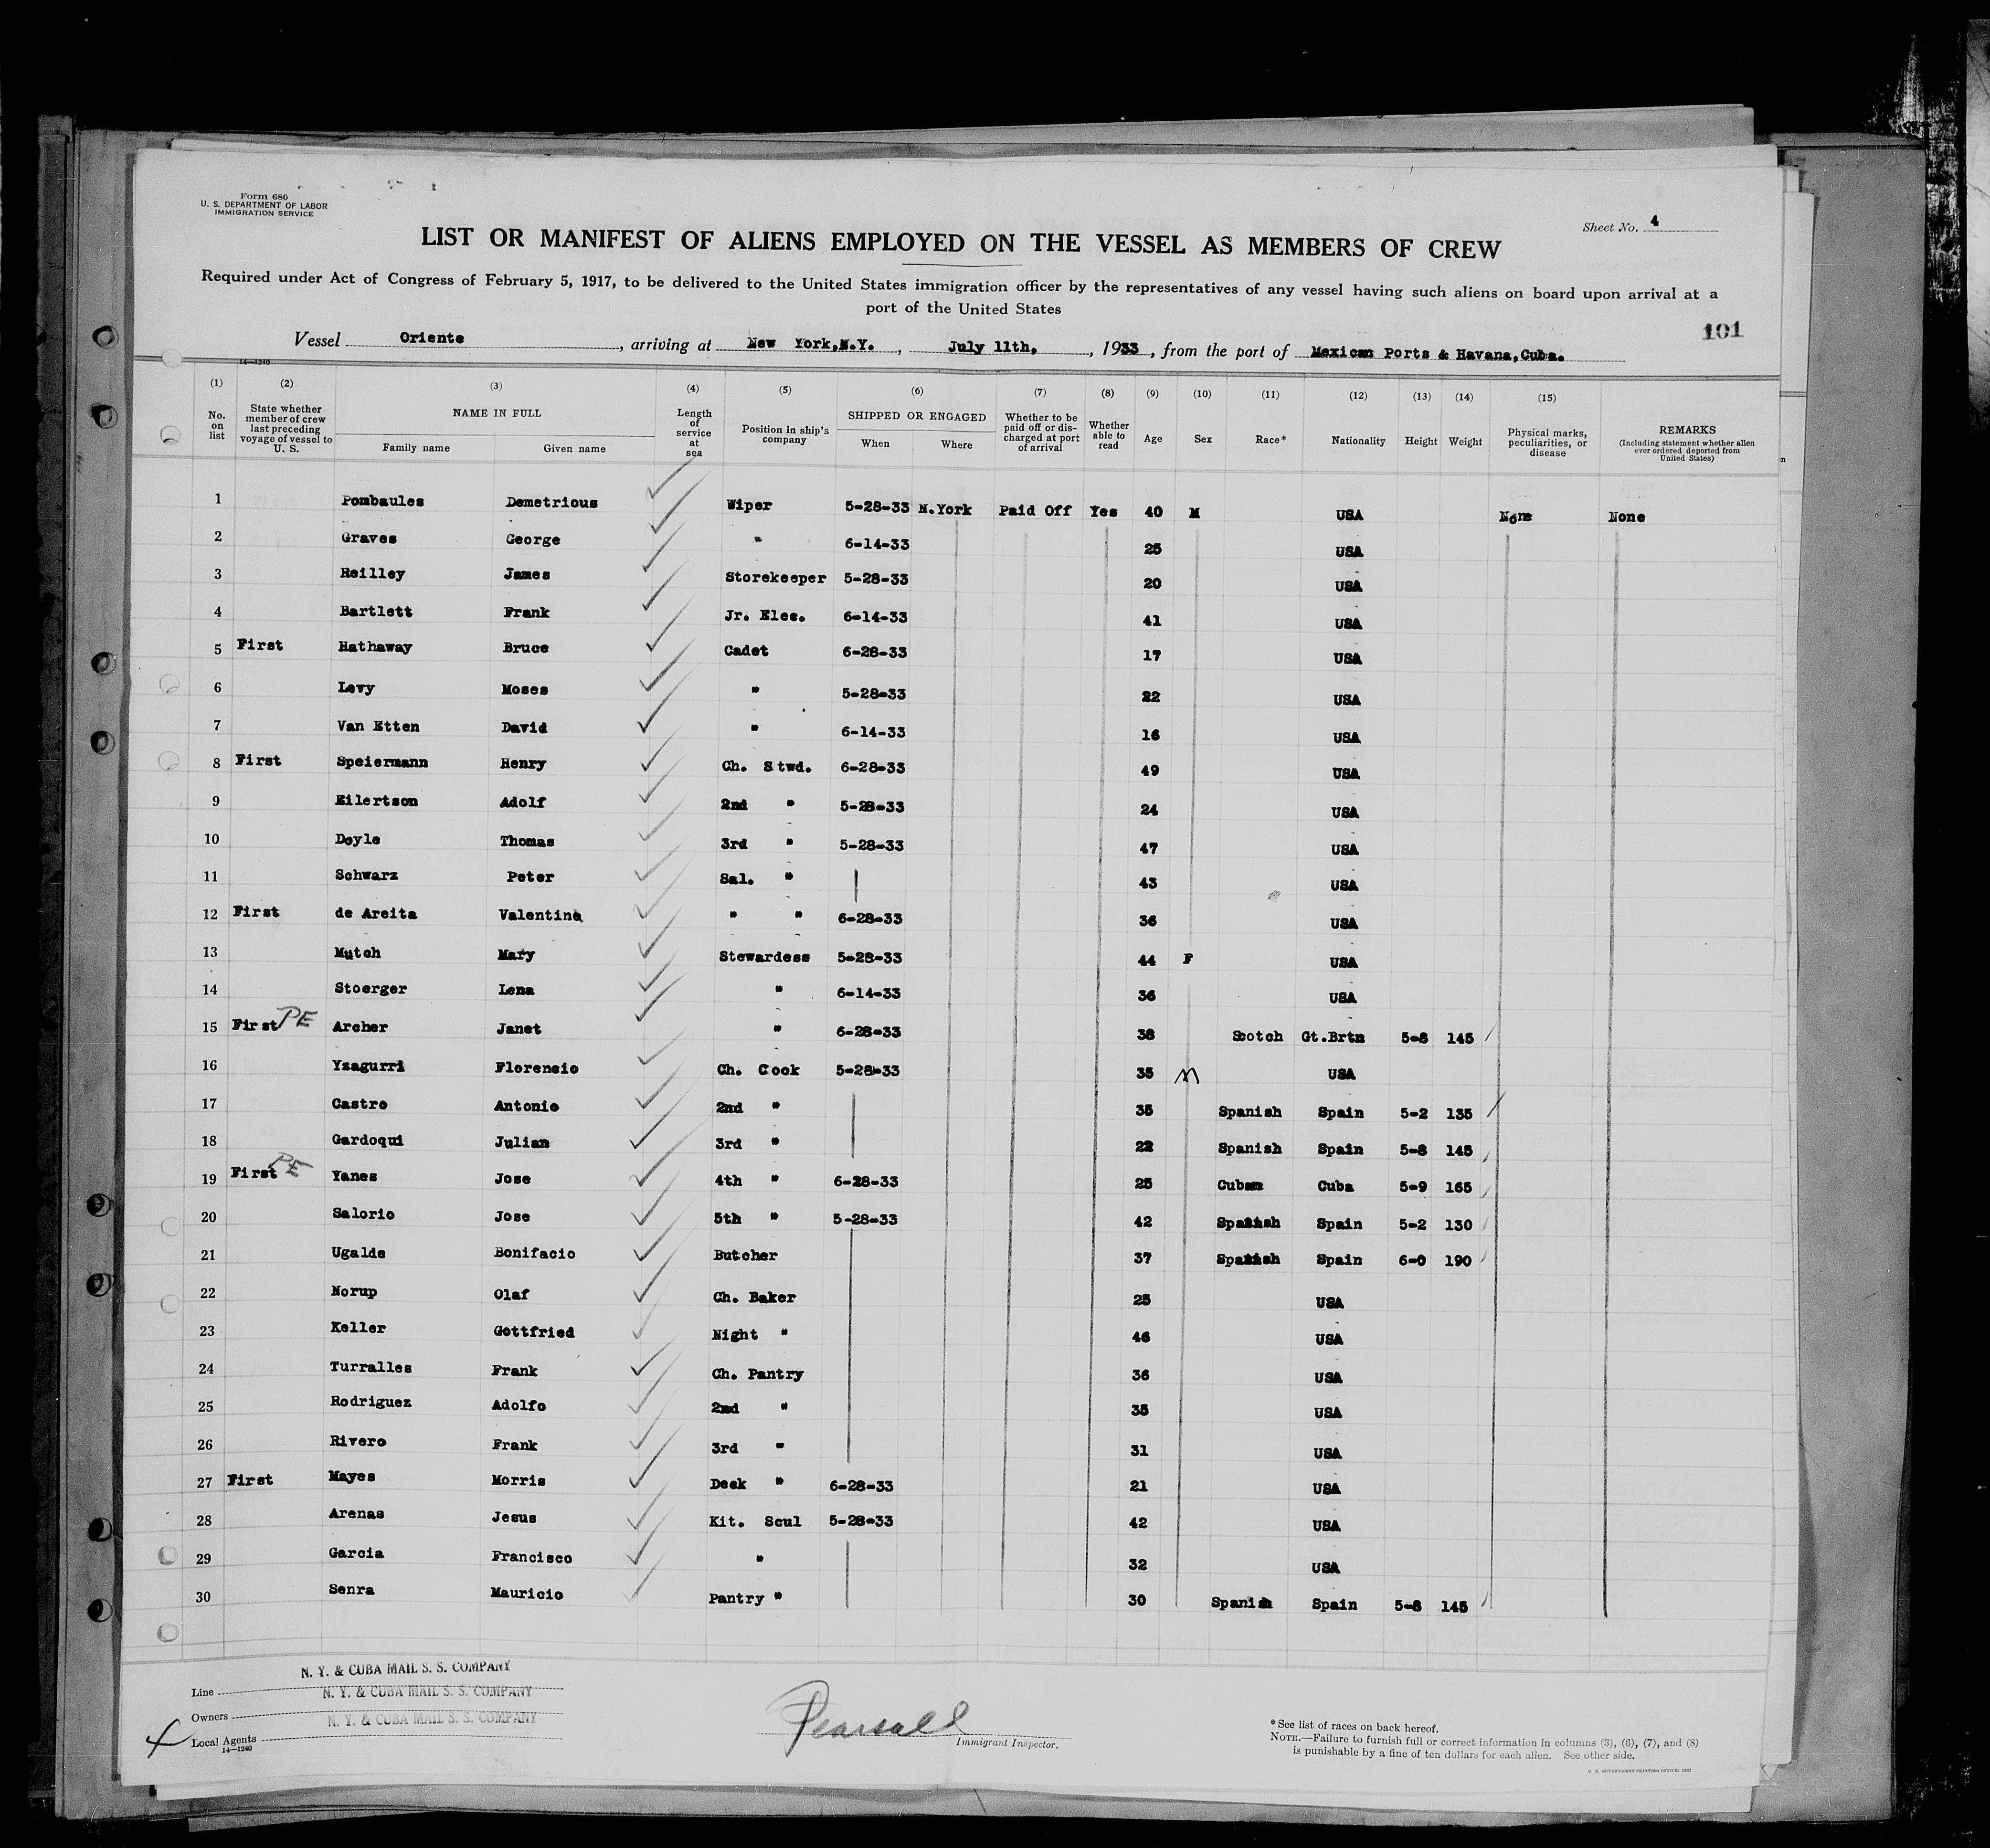 Form 680
U. S. DEPARTMENT OF LABOR
IMMIGRATION SERVICE
Sheet No. 4
LIST OR MANIFEST OF ALIENS EMPLOYED ON THE VESSEL AS MEMBERS OF CREW
Required under Act of Congress of February 5, 1917, to be delivered to the United States immigration officer by the representatives of any vessel having such aliens on board upon arrival at a
port of the United States
101
Vessel Oriente, arriving at New York, N.Y., July 11th, 1933, from the port of Mexican Ports & Havana, Cuba.
14—1240
(1) (2) (3) (4) (5) (6) (7) (8) (9) (10) (11) (12) (13) (14) (15)
No. on list State whether member of crew last preceding voyage of vessel to U. S. NAME IN FULL Family name Given name Length of service at sea Position in ship's company SHIPPED OR ENGAGED When Where Whether to be paid off or discharged at port of arrival Whether able to read Age Sex Race* Nationality Height Weight Physical marks, peculiarities, or disease REMARKS (Including statement whether alien ever ordered deported from United States)
1 Pombaules Demetrious Wiper 5-28-33 N.York Paid Off Yes 40 M USA None None
2 Graves George " 6-14-33 25 USA
3 Reilley James Storekeeper 5-28-33 20 USA
4 Bartlett Frank Jr. Elec. 6-14-33 41 USA
5 First Hathaway Bruce Cadet 6-28-33 17 USA
6 Levy Moses " 5-28-33 22 USA
7 Van Etten David " 6-14-33 16 USA
8 First Speiermann Henry Ch. Stwd. 6-28-33 49 USA
9 Eilertson Adolf 2nd " 5-28-33 24 USA
10 Doyle Thomas 3rd " 5-28-33 47 USA
11 Schwarz Peter Sal. " 43 USA
12 First de Areita Valentine " " 6-28-33 36 USA
13 Mutch Mary Stewardess 5-28-33 44 F USA
14 Stoerger Lena " 6-14-33 36 USA
15 First PE Archer Janet " 6-28-33 38 Scotch Gt.Brtn 5-8 145
16 Yzagurri Florencio Ch. Cook 5-28-33 35 M USA
17 Castro Antonio 2nd " 35 Spanish Spain 5-2 135
18 Gardoqui Julian 3rd " 22 Spanish Spain 5-8 145
19 First PE Yanes Jose 4th " 6-28-33 25 Cuban Cuba 5-9 165
20 Salorio Jose 5th " 5-28-33 42 Spanish Spain 5-2 130
21 Ugalde Bonifacio Butcher 37 Spanish Spain 6-0 190
22 Norup Olaf Ch. Baker 25 USA
23 Keller Gottfried Night " 46 USA
24 Turralles Frank Ch. Pantry 36 USA
25 Rodriguez Adolfo 2nd " 35 USA
26 Rivero Frank 3rd " 31 USA
27 First Mayes Morris Deck " 6-28-33 21 USA
28 Arenas Jesus Kit. Scul 5-28-33 42 USA
29 Garcia Francisco " 32 USA
30 Senra Mauricio Pantry " 30 Spanish Spain 5-8 145
N. Y. & CUBA MAIL S. S. COMPANY
Line N. Y. & CUBA MAIL S. S. COMPANY
Owners N. Y. & CUBA MAIL S. S. COMPANY
Local Agents
14—1240
Pearsall
Immigrant Inspector.
*See list of races on back hereof.
NOTE.—Failure to furnish full or correct information in columns (3), (6), (7), and (8)
is punishable by a fine of ten dollars for each alien. See other side.